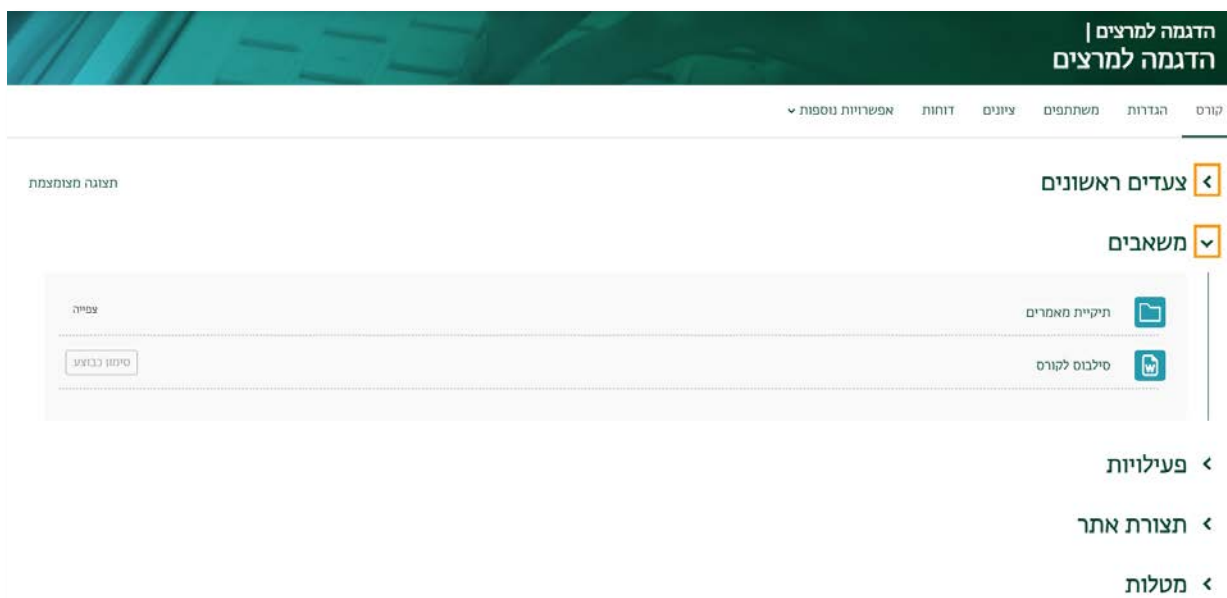 הדגמה למרצים |
הדגמה למרצים
קורס הגדרות משתתפים ציונים דוחות אפשרויות נוספות
צעדים ראשונים תצוגה מצומצמת
משאבים
תיקיית מאמרים צפייה
סילבוס לקורס סימון כבוצע
פעילויות
תצורת אתר
מטלות